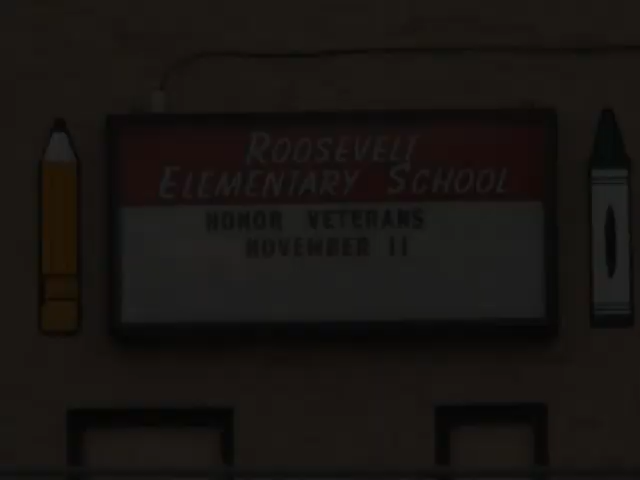 ROOSEVELT
ELEMENTARY SCHOOL
HONOR VETERANS
NOVEMBER 11